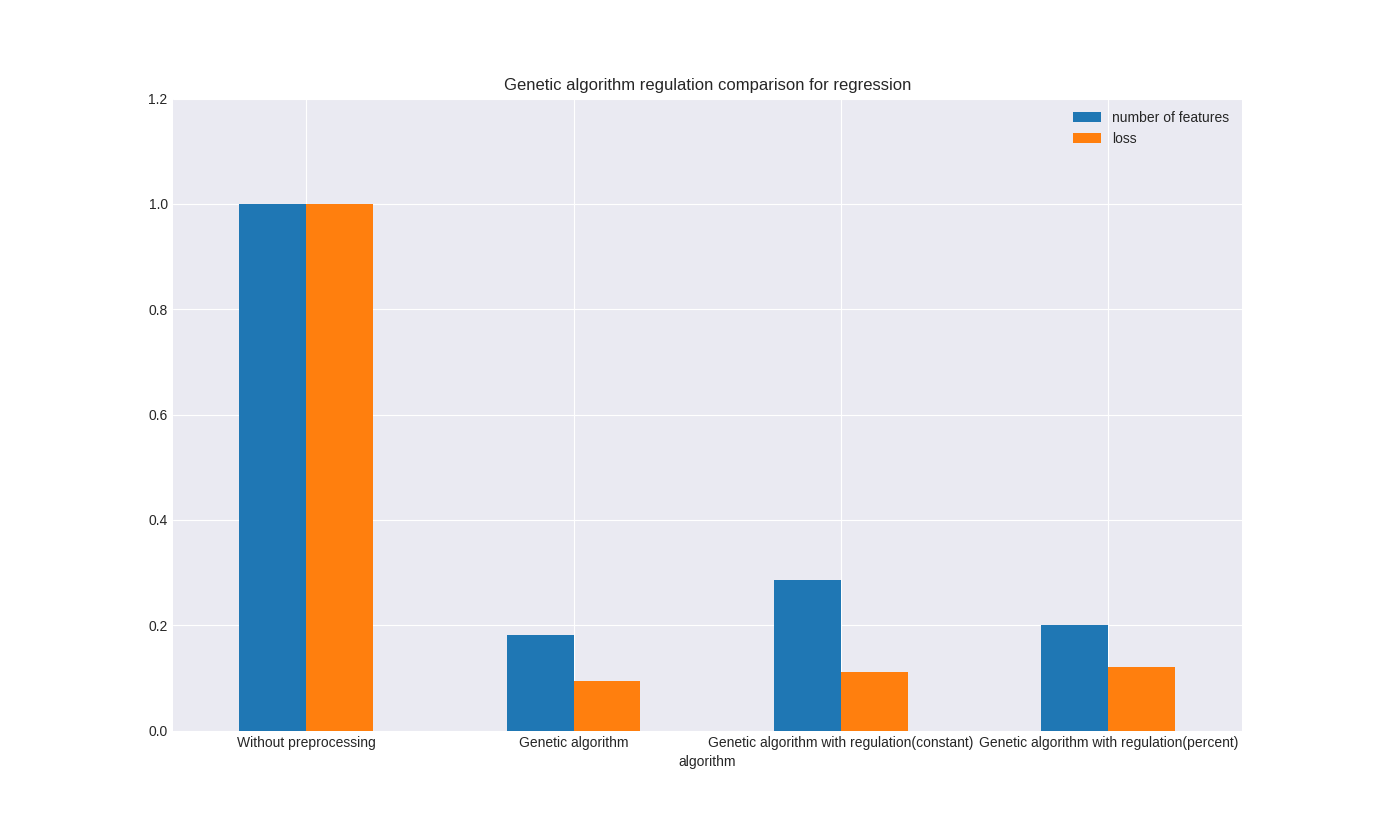 Genetic algorithm regulation comparison for regression
number of features
loss
1.2
1.0
0.8
0.6
0.4
0.2
0.0
Without preprocessing
Genetic algorithm
Genetic algorithm with regulation(constant)
Genetic algorithm with regulation(percent)
algorithm